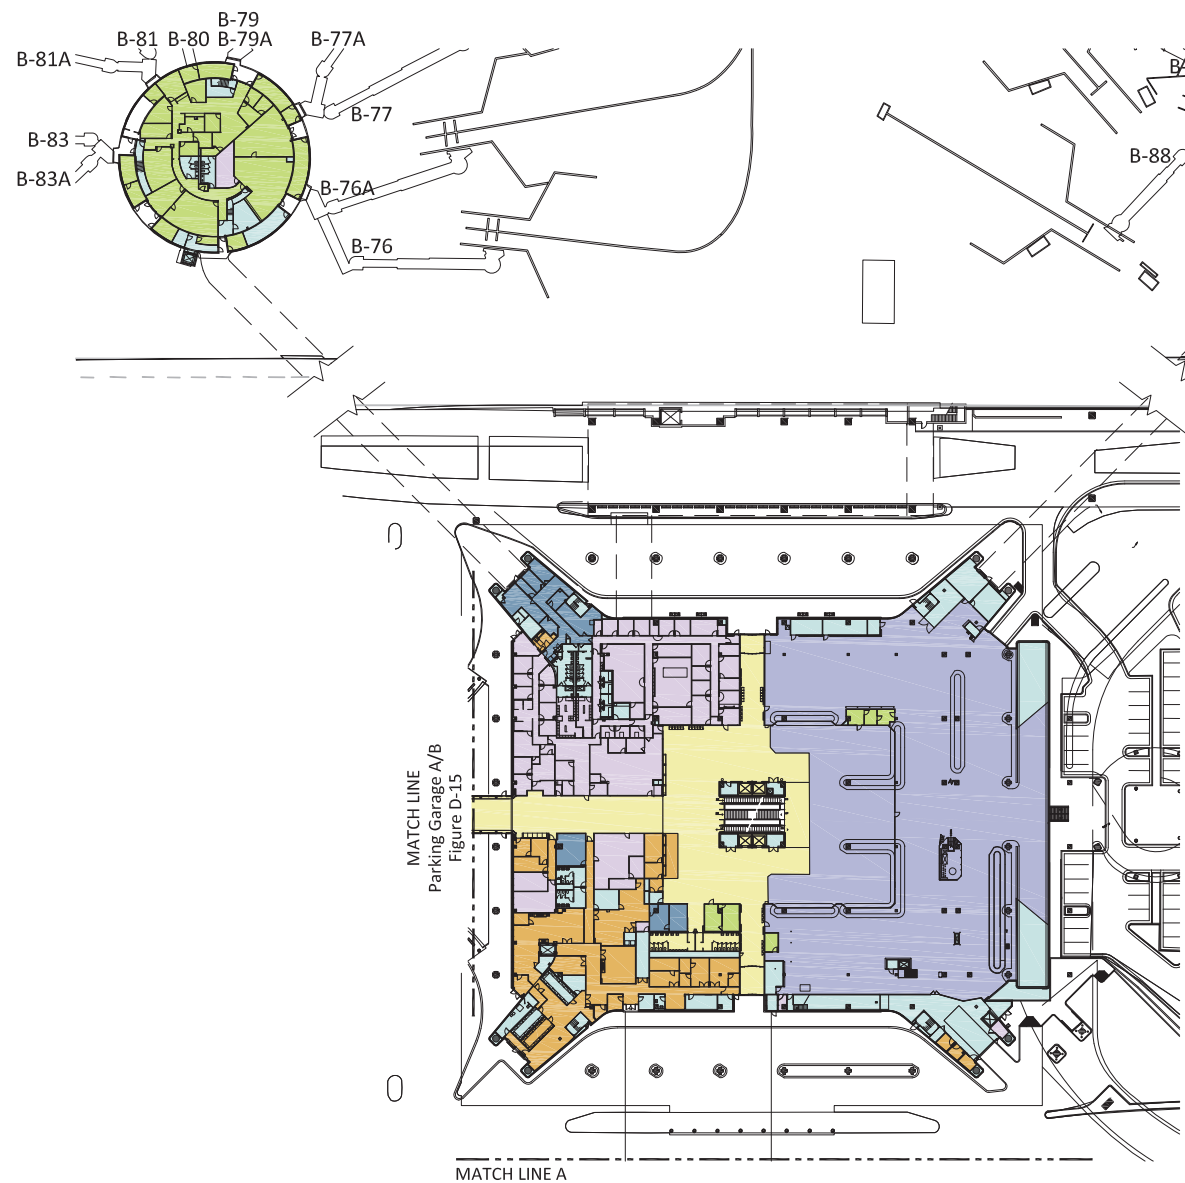 B-79
B-81 B-80 B-79A B-77A
B-81A
B-77
B-83
B-83A
B-76A
B-76
B-88
MATCH LINE
Parking Garage A/B
Figure D-15
MATCH LINE A